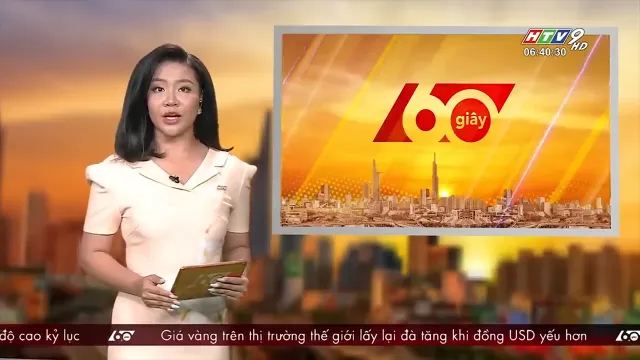 HTV9 HD
06:40:30
60 giây
độ cao kỷ lục 60 Giá vàng trên thị trường thế giới lấy lại đà tăng khi đồng USD yếu hơn